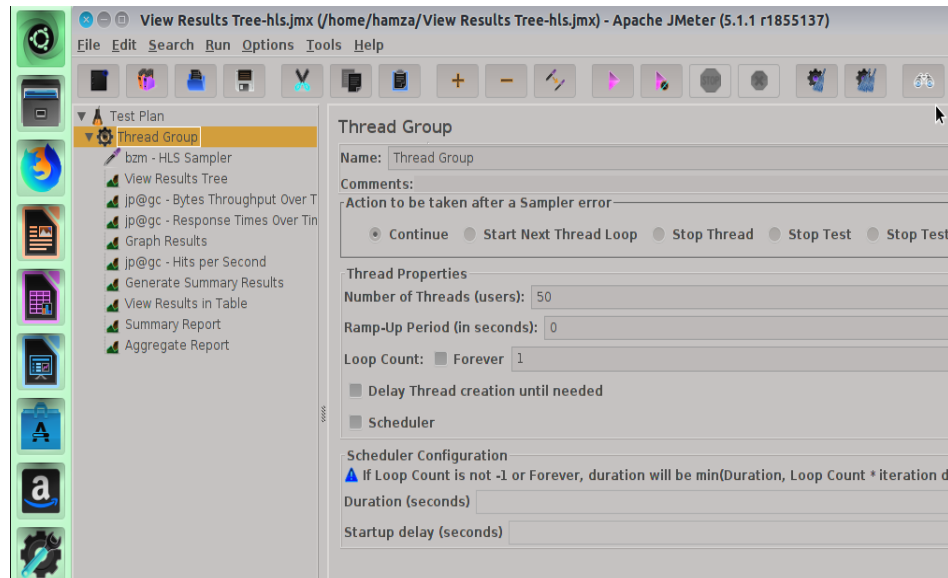 View Results Tree-hls.jmx (/home/hamza/View Results Tree-hls.jmx) - Apache JMeter (5.1.1 r1855137)
File Edit Search Run Options Tools Help
Test Plan
Thread Group
bzm - HLS Sampler
View Results Tree
jp@gc - Bytes Throughput Over T
jp@gc - Response Times Over Tim
Graph Results
jp@gc - Hits per Second
Generate Summary Results
View Results in Table
Summary Report
Aggregate Report
Thread Group
Name: Thread Group
Comments:
Action to be taken after a Sampler error
Continue Start Next Thread Loop Stop Thread Stop Test Stop Test
Thread Properties
Number of Threads (users): 50
Ramp-Up Period (in seconds): 0
Loop Count: Forever 1
Delay Thread creation until needed
Scheduler
Scheduler Configuration
If Loop Count is not -1 or Forever, duration will be min(Duration, Loop Count * iteration d
Duration (seconds)
Startup delay (seconds)